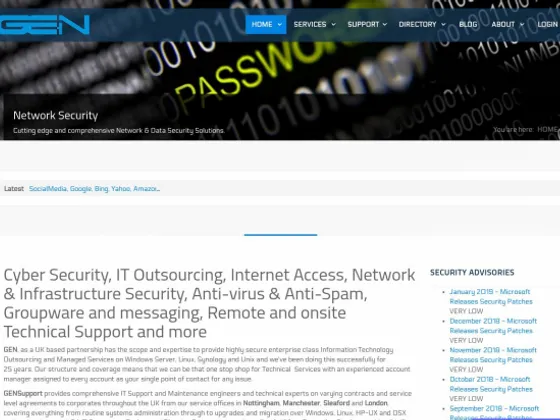 GEN
HOME
SERVICES
SUPPORT
DIRECTORY
BLOG
ABOUT
LOGIN
PASSWORD
Network Security
Cutting edge and comprehensive Network & Data Security Solutions.
You are here: HOME
Latest SocialMedia, Google, Bing, Yahoo, Amazo...
Cyber Security, IT Outsourcing, Internet Access, Network
& Infrastructure Security, Anti-virus & Anti-Spam,
Groupware and messaging, Remote and onsite
Technical Support and more
GEN, as a UK based partnership has the scope and expertise to provide highly secure enterprise class Information Technology
Outsourcing and Managed Services on Windows Server, Linux, Synology and Unix and we've been doing this successfully for
25 years. Our structure and coverage means that we can be that one stop shop for Technical Services with an experienced account
manager assigned to every account as your single point of contact for any issue.
GENSupport provides comprehensive IT Support and Maintenance engineers and technical experts on varying contracts and service
level agreements to corporates throughout the UK from our service offices in Nottingham, Manchester, Sleaford and London,
covering everything from routine systems administration through to upgrades and migration over Windows, Linux, HP-UX and OSX
SECURITY ADVISORIES
January 2019 - Microsoft
Releases Security Patches
VERY LOW
December 2018 - Microsoft
Releases Security Patches
VERY LOW
November 2018 - Microsoft
Releases Security Patches
VERY LOW
October 2018 - Microsoft
Releases Security Patches
VERY LOW
September 2018 - Microsoft
Releases Security Patches